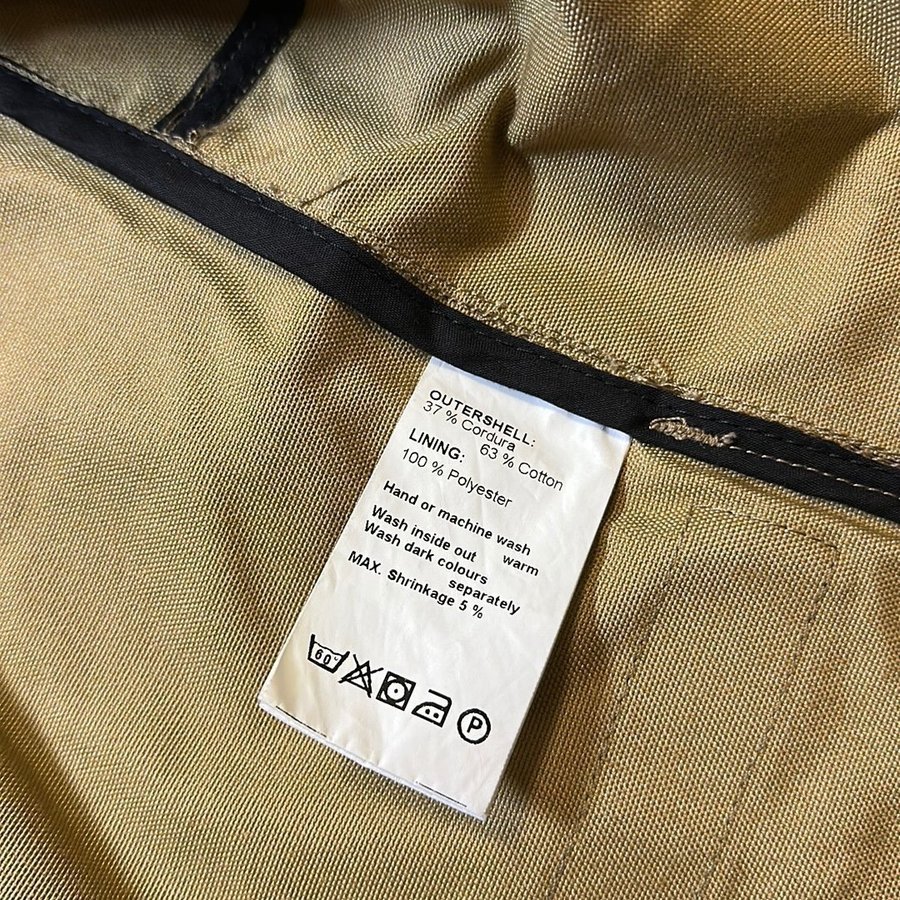 OUTERSHELL:
37 % Cordura
63 % Cotton
LINING:
100 % Polyester
Hand or machine wash
warm
Wash inside out
Wash dark colours
separately
MAX. Shrinkage 5 %
60°
P